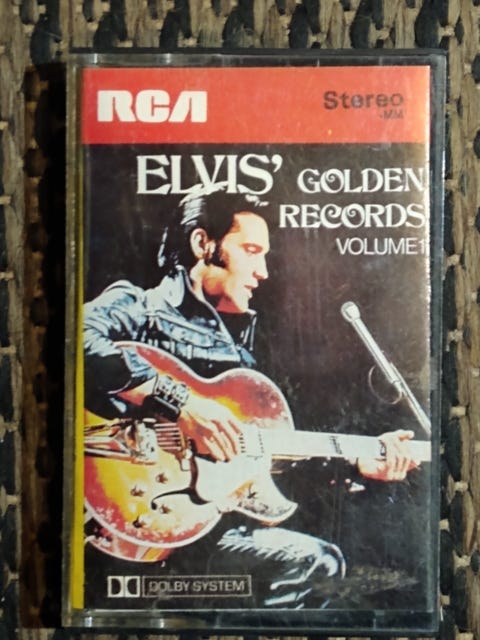 RCA Stereo
-MM
ELVIS' GOLDEN
RECORDS
VOLUME 1
DOLBY SYSTEM